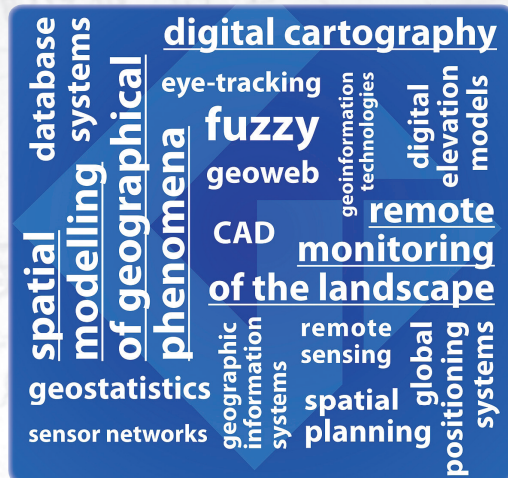 database
systems
digital cartography
spatial
modelling
of geographical
phenomena
eye-tracking
fuzzy
geoweb
CAD
geoinformation
technologies
digital
elevation
models
remote
monitoring
of the landscape
geostatistics
sensor networks
geographic
information
systems
remote
sensing
spatial
planning
global
positioning
systems